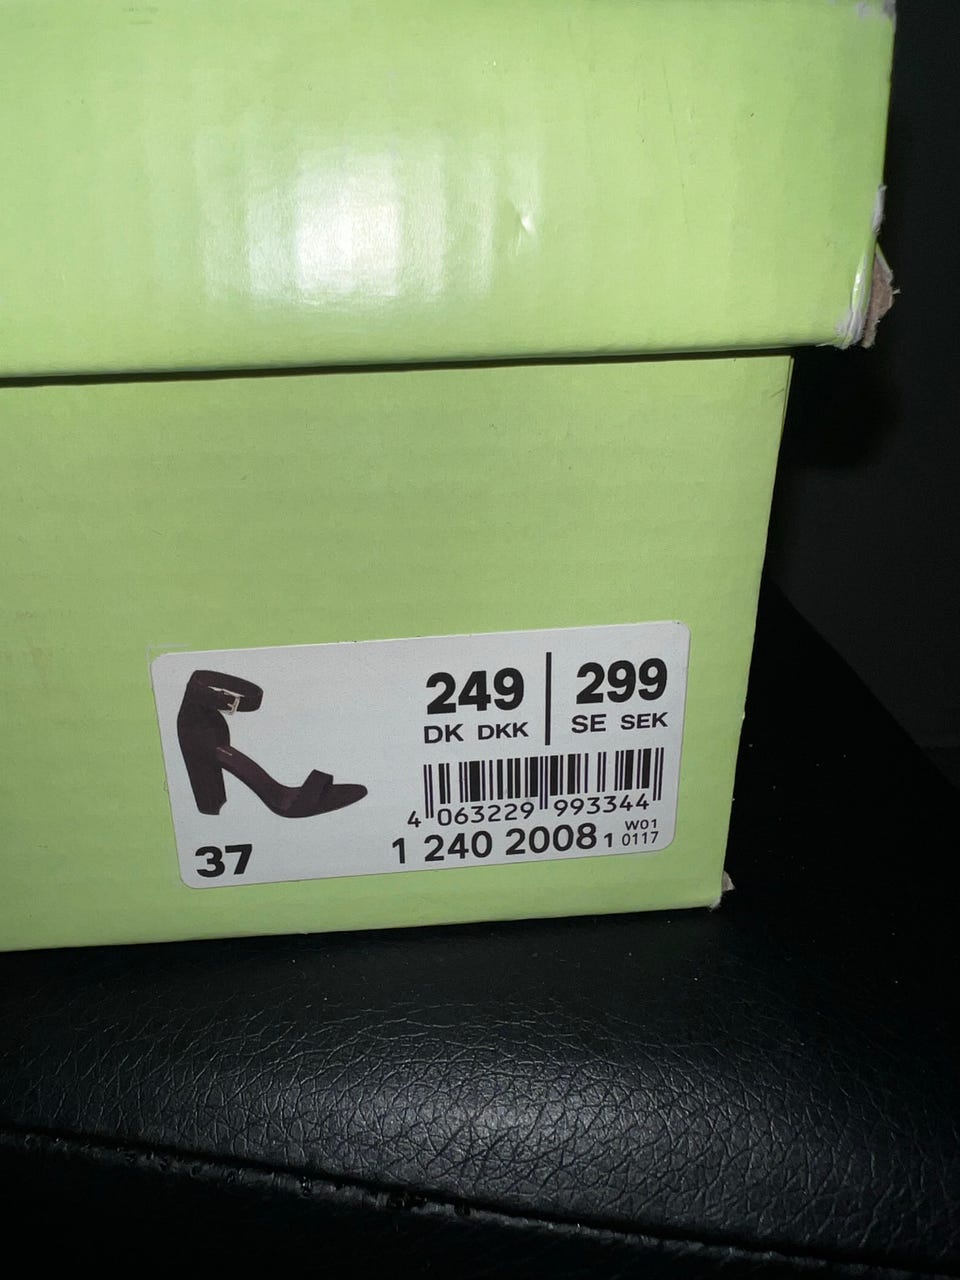 249 | 299
DK DKK | SE SEK
4 063229 993344
37
1 240 2008 1 W01 0117